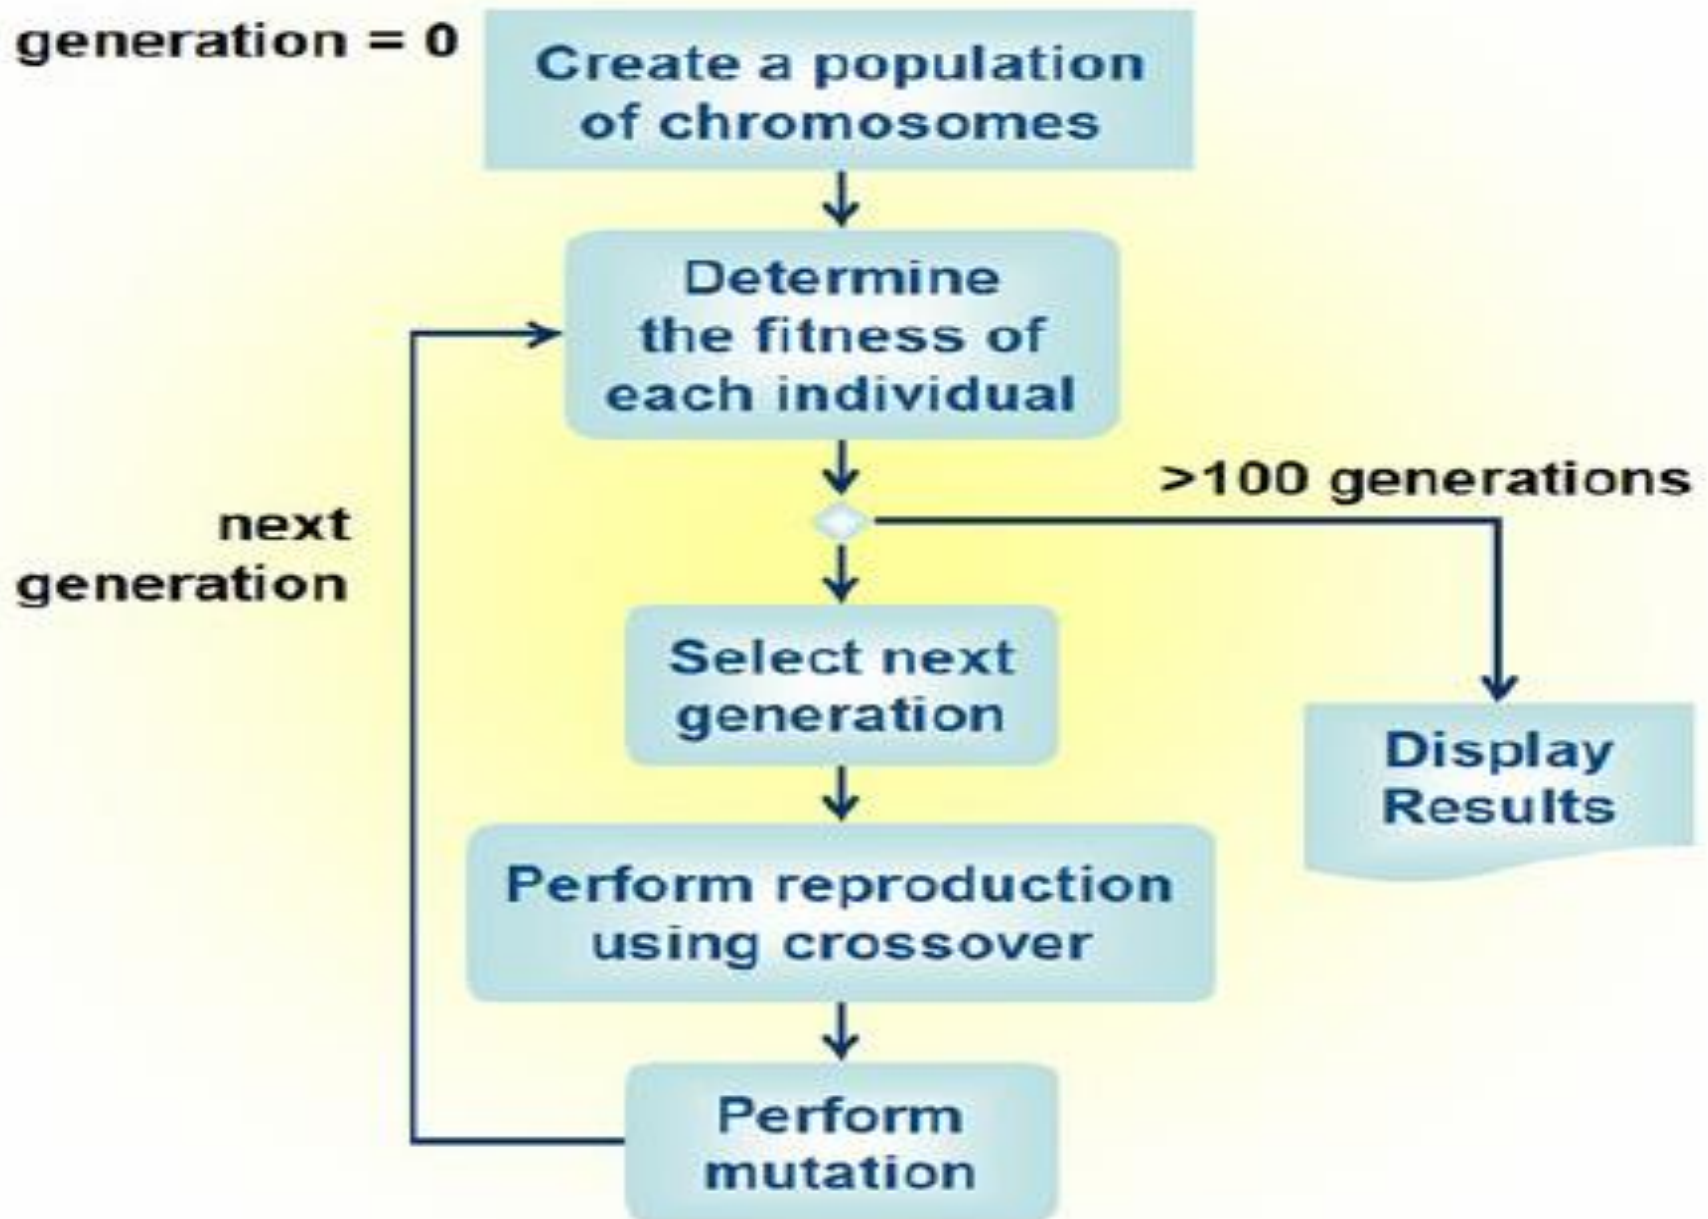 generation = 0
Create a population
of chromosomes
Determine
the fitness of
each individual
>100 generations
next
generation
Select next
generation
Display
Results
Perform reproduction
using crossover
Perform
mutation